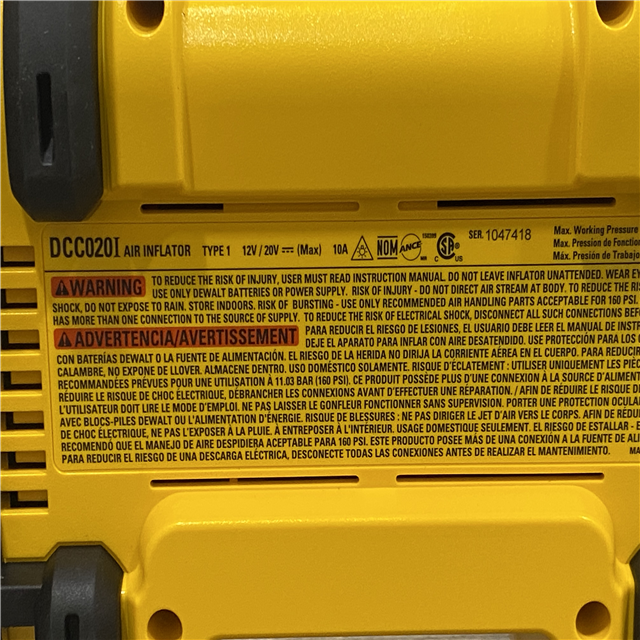 DCC020I AIR INFLATOR TYPE 1 12V / 20V (Max) 10A NOM ANCE SA US SER. 1047418 Max. Working Pressure
Max. Pression de Fonction
Máx. Presión de Trabajo
WARNING TO REDUCE THE RISK OF INJURY, USER MUST READ INSTRUCTION MANUAL. DO NOT LEAVE INFLATOR UNATTENDED. WEAR EY
USE ONLY DEWALT BATTERIES OR POWER SUPPLY. RISK OF INJURY - DO NOT DIRECT AIR STREAM AT BODY. TO REDUCE THE RIS
SHOCK, DO NOT EXPOSE TO RAIN. STORE INDOORS. RISK OF BURSTING - USE ONLY RECOMMENDED AIR HANDLING PARTS ACCEPTABLE FOR 160 PSI.
HAS MORE THAN ONE CONNECTION TO THE SOURCE OF SUPPLY. TO REDUCE THE RISK OF ELECTRICAL SHOCK, DISCONNECT ALL SUCH CONNECTIONS BEFO
ADVERTENCIA/AVERTISSEMENT PARA REDUCIR EL RIESGO DE LESIONES, EL USUARIO DEBE LEER EL MANUAL DE INST
DEJE EL APARATO PARA INFLAR CON AIRE DESATENDIDO. USE PROTECCIÓN PARA LOS O
CON BATERÍAS DEWALT O LA FUENTE DE ALIMENTACIÓN. EL RIESGO DE LA HERIDA NO DIRIJA LA CORRIENTE AÉREA EN EL CUERPO. PARA REDUCIR
CALAMBRE, NO EXPONE DE LLOVER. ALMACENE DENTRO. USO DOMÉSTICO SOLAMENTE. RISQUE D'ÉCLATEMENT : UTILISER UNIQUEMENT LES PIÈC
RECOMMANDÉES PRÉVUES POUR UNE UTILISATION À 11.03 BAR (160 PSI). CE PRODUIT POSSÈDE PLUS D'UNE CONNEXION À LA SOURCE D'ALIMEN
RÉDUIRE LE RISQUE DE CHOC ÉLECTRIQUE, DÉBRANCHER LES CONNEXIONS AVANT D'EFFECTUER UNE RÉPARATION. / AFIN DE RÉDUIRE LE RISQUE DE
L'UTILISATEUR DOIT LIRE LE MODE D'EMPLOI. NE PAS LAISSER LE GONFLEUR FONCTIONNER SANS SUPERVISION. PORTER UNE PROTECTION OCULAI
AVEC BLOCS-PILES DEWALT OU L'ALIMENTATION D'ÉNERGIE. RISQUE DE BLESSURES : NE PAS DIRIGER LE JET D'AIR VERS LE CORPS. AFIN DE RÉDU
DE CHOC ÉLECTRIQUE, NE PAS L'EXPOSER À LA PLUIE. À ENTREPOSER À L'INTÉRIEUR. USAGE DOMESTIQUE SEULEMENT. EL RIESGO DE ESTALLAR - E
RECOMENDÓ QUE EL MANEJO DE AIRE DESPIDIERA ACEPTABLE PARA 160 PSI. ESTE PRODUCTO POSEE MÁS DE UNA CONEXIÓN A LA FUENTE DE ALIM
PARA REDUCIR EL RIESGO DE UNA DESCARGA ELÉCTRICA, DESCONECTE TODAS LAS CONEXIONES ANTES DE REALIZAR EL MANTENIMIENTO. MA